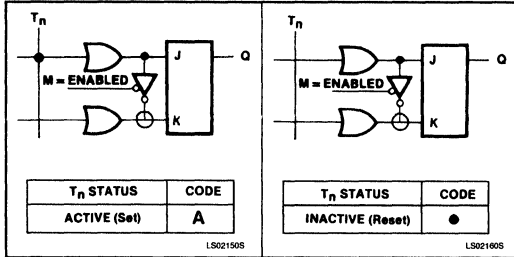 Tn
J
Q
M = ENABLED
K
Tn STATUS CODE
ACTIVE (Set) A
LS02150S
Tn
J
Q
M = ENABLED
K
Tn STATUS CODE
INACTIVE (Reset) ●
LS02160S